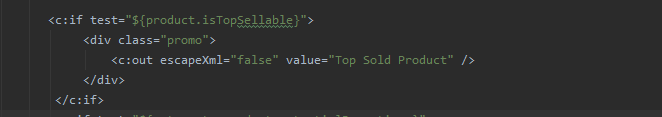 <c:if test="${product.isTopSellable}">
<div class="promo">
<c:out escapeXml="false" value="Top Sold Product" />
</div>
</c:if>